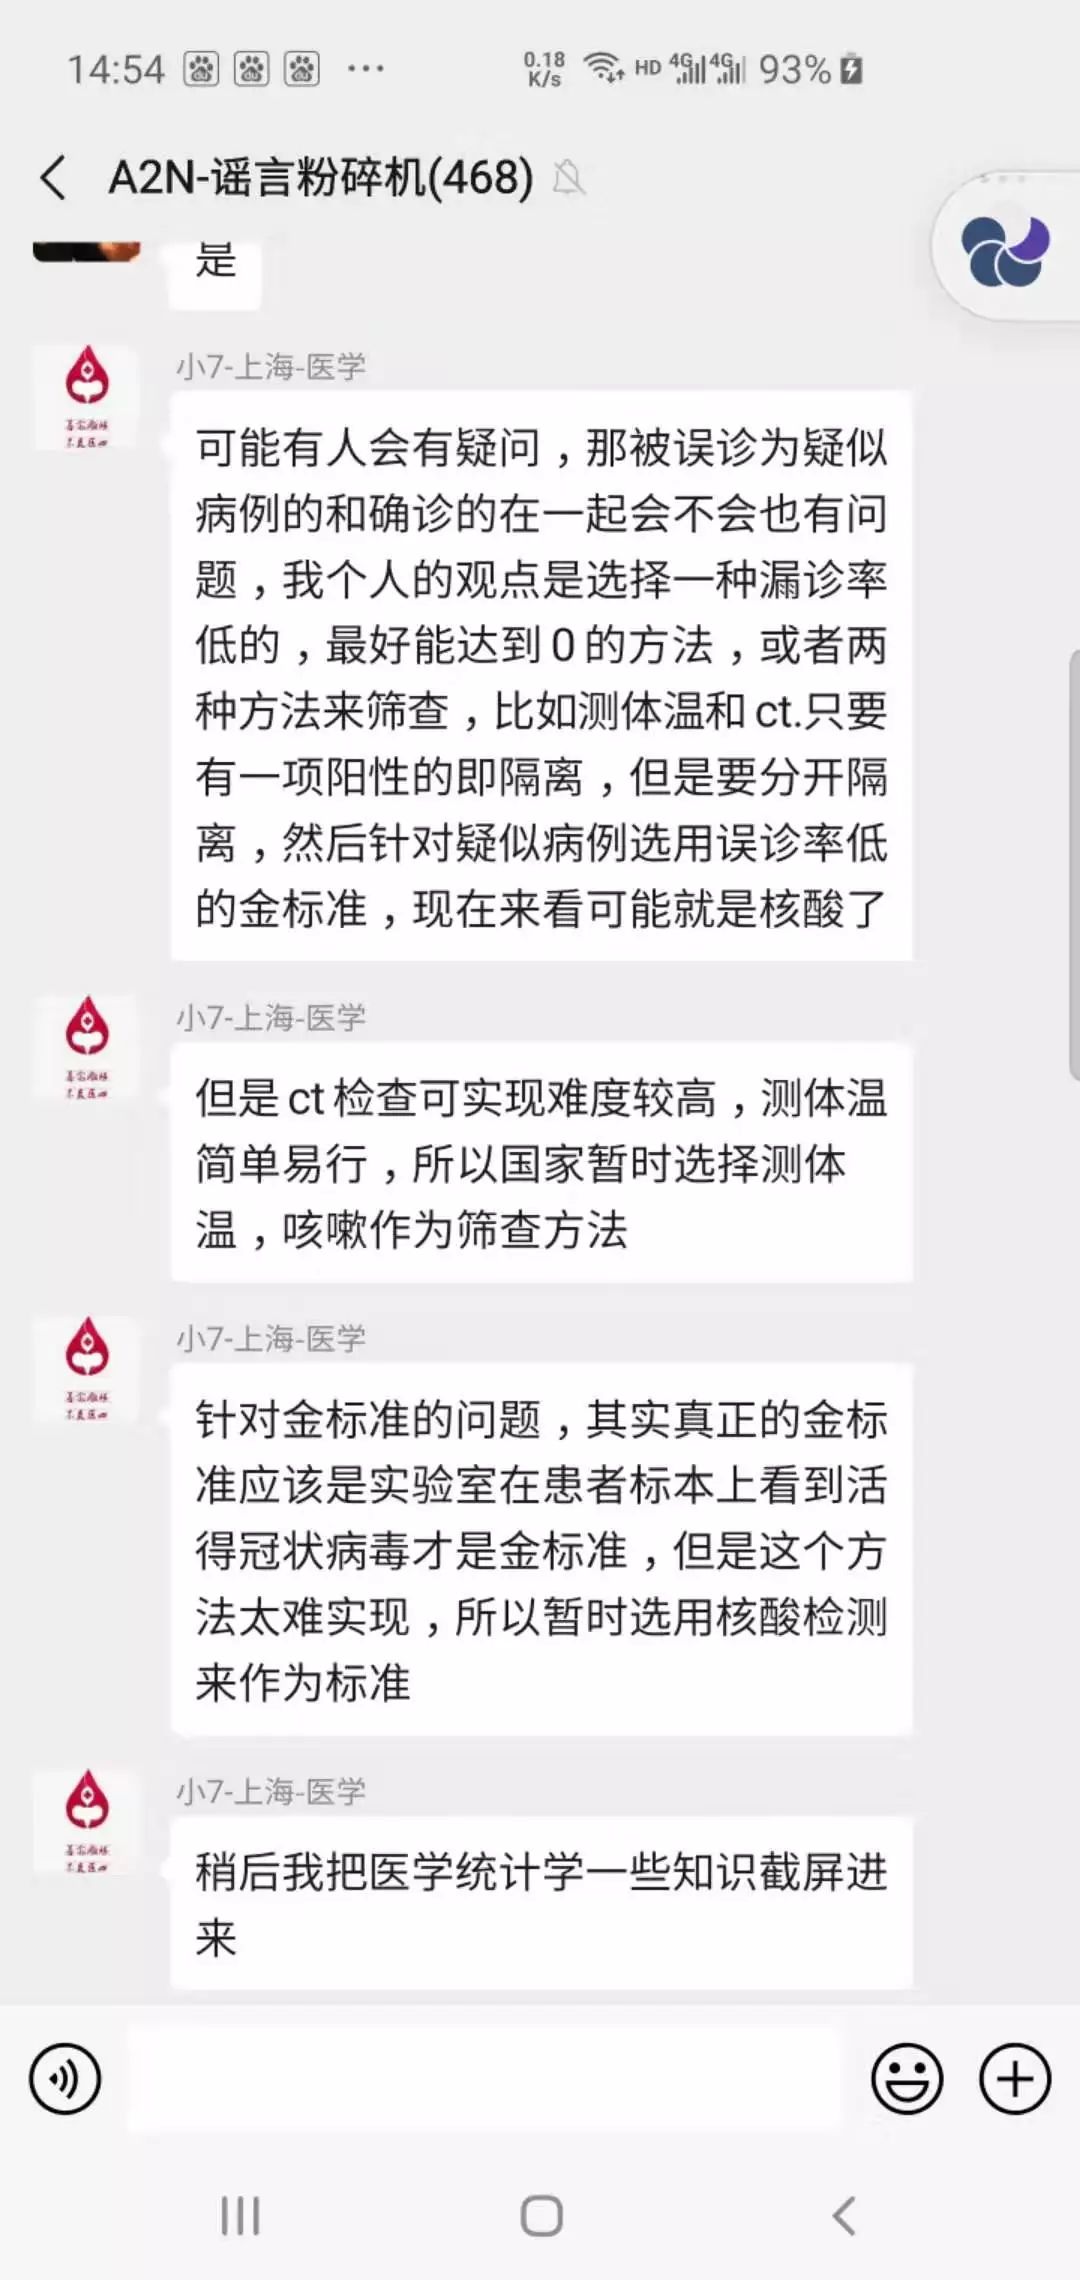 14:54
0.18
K/s
HD 4G 4G 93%
A2N-谣言粉碎机(468)
是
小7-上海-医学
可能有人会有疑问，那被误诊为疑似
病例的和确诊的在一起会不会也有问
题，我个人的观点是选择一种漏诊率
低的，最好能达到0的方法，或者两
种方法来筛查，比如测体温和ct.只要
有一项阳性的即隔离，但是要分开隔
离，然后针对疑似病例选用误诊率低
的金标准，现在来看可能就是核酸了
小7-上海-医学
但是ct检查可实现难度较高，测体温
简单易行，所以国家暂时选择测体
温，咳嗽作为筛查方法
小7-上海-医学
针对金标准的问题，其实真正的金标
准应该是实验室在患者标本上看到活
得冠状病毒才是金标准，但是这个方
法太难实现，所以暂时选用核酸检测
来作为标准
小7-上海-医学
稍后我把医学统计学一些知识截屏进
来